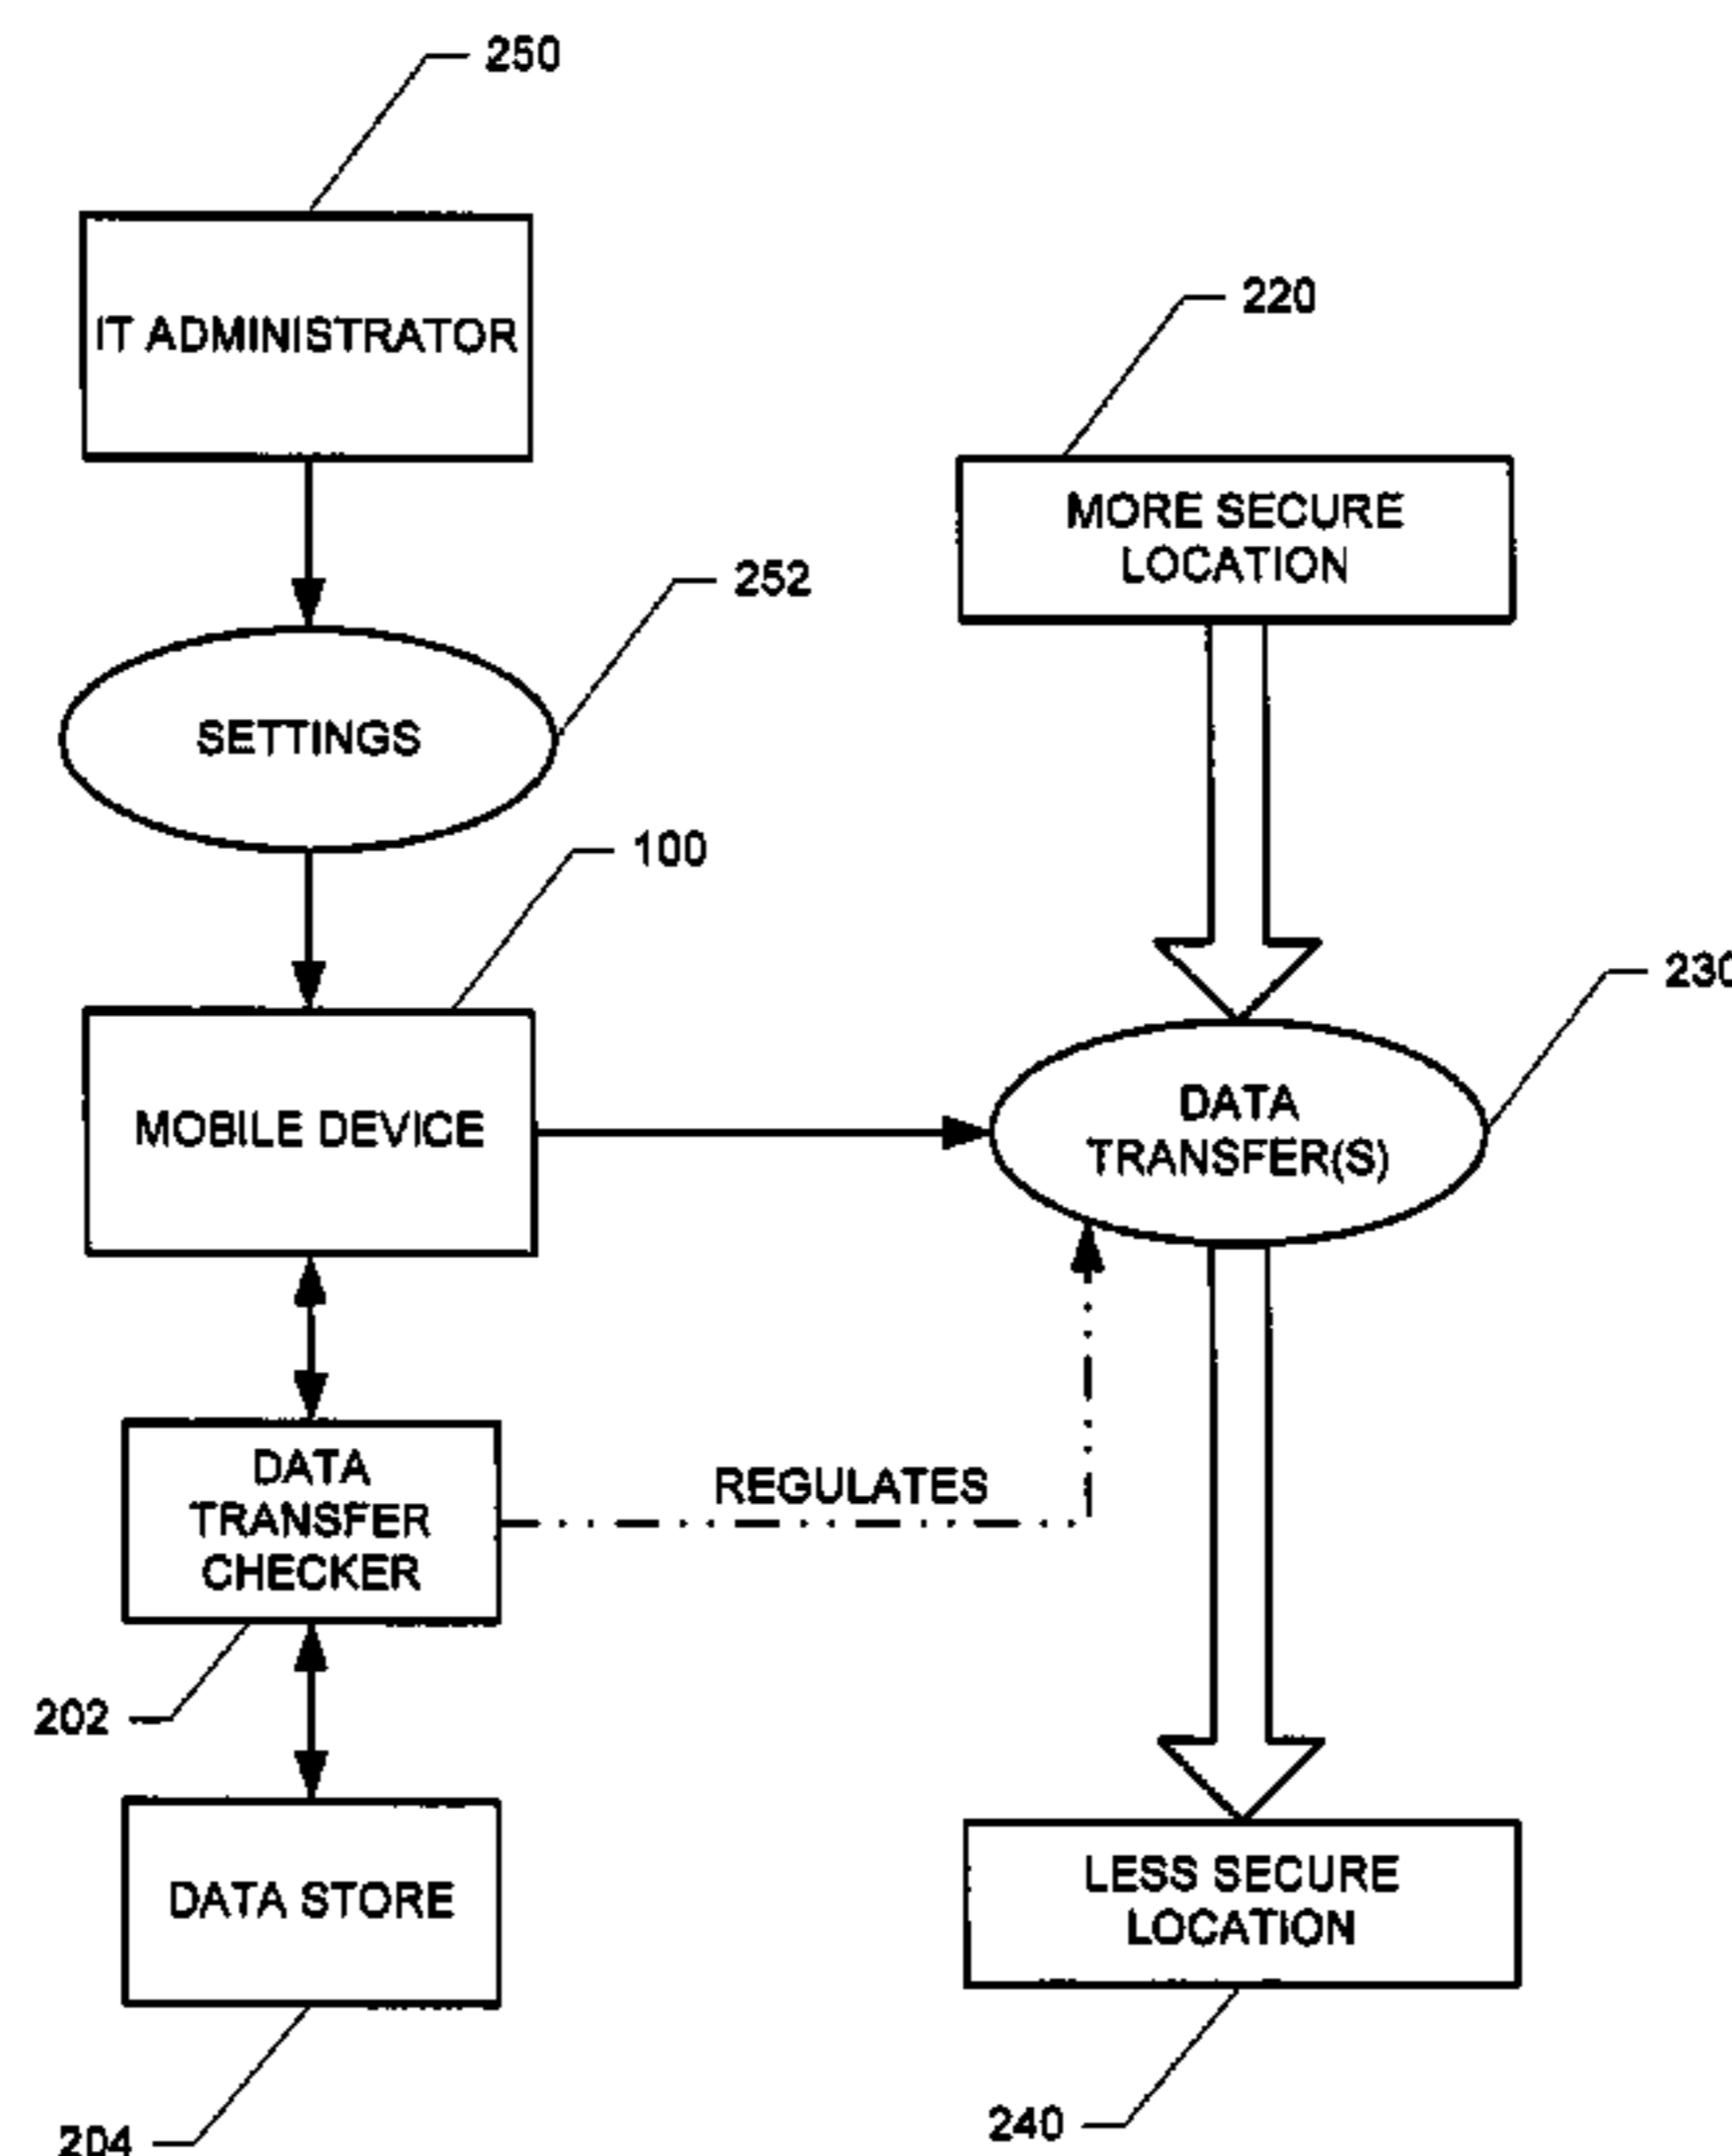 250
IT ADMINISTRATOR
220
MORE SECURE
LOCATION
252
SETTINGS
100
MOBILE DEVICE
230
DATA
TRANSFER(S)
DATA
TRANSFER
CHECKER
REGULATES
202
DATA STORE
LESS SECURE
LOCATION
204
240